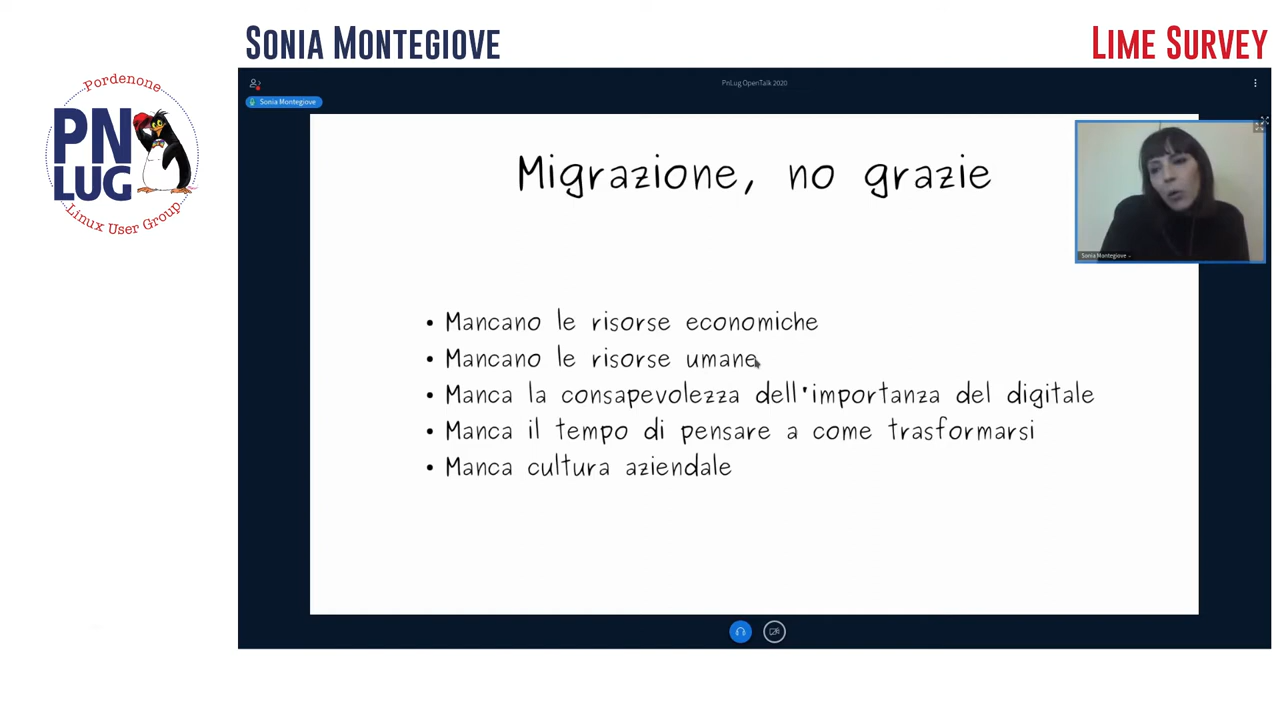 Sonia Montegiove
Lime Survey
Pordenone
PN
LUG
Linux User Group
PnLug OpenTalk 2020
Sonia Montegiove
Migrazione, no grazie
Sonia Montegiove
• Mancano le risorse economiche
• Mancano le risorse umane
• Manca la consapevolezza dell'importanza del digitale
• Manca il tempo di pensare a come trasformarsi
• Manca cultura aziendale